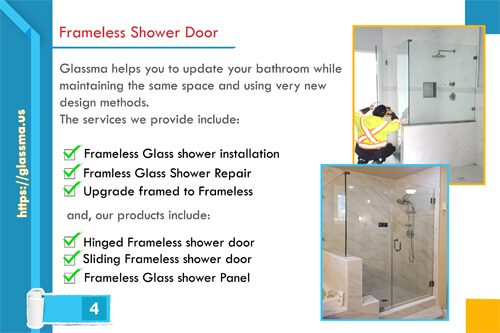 Frameless Shower Door
Glassma helps you to update your bathroom while
maintaining the same space and using very new
design methods.
The services we provide include:
Frameless Glass shower installation
Framless Glass Shower Repair
Upgrade framed to Frameless
and, our products include:
Hinged Frameless shower door
Sliding Frameless shower door
Frameless Glass shower Panel
https://glassma.us
4